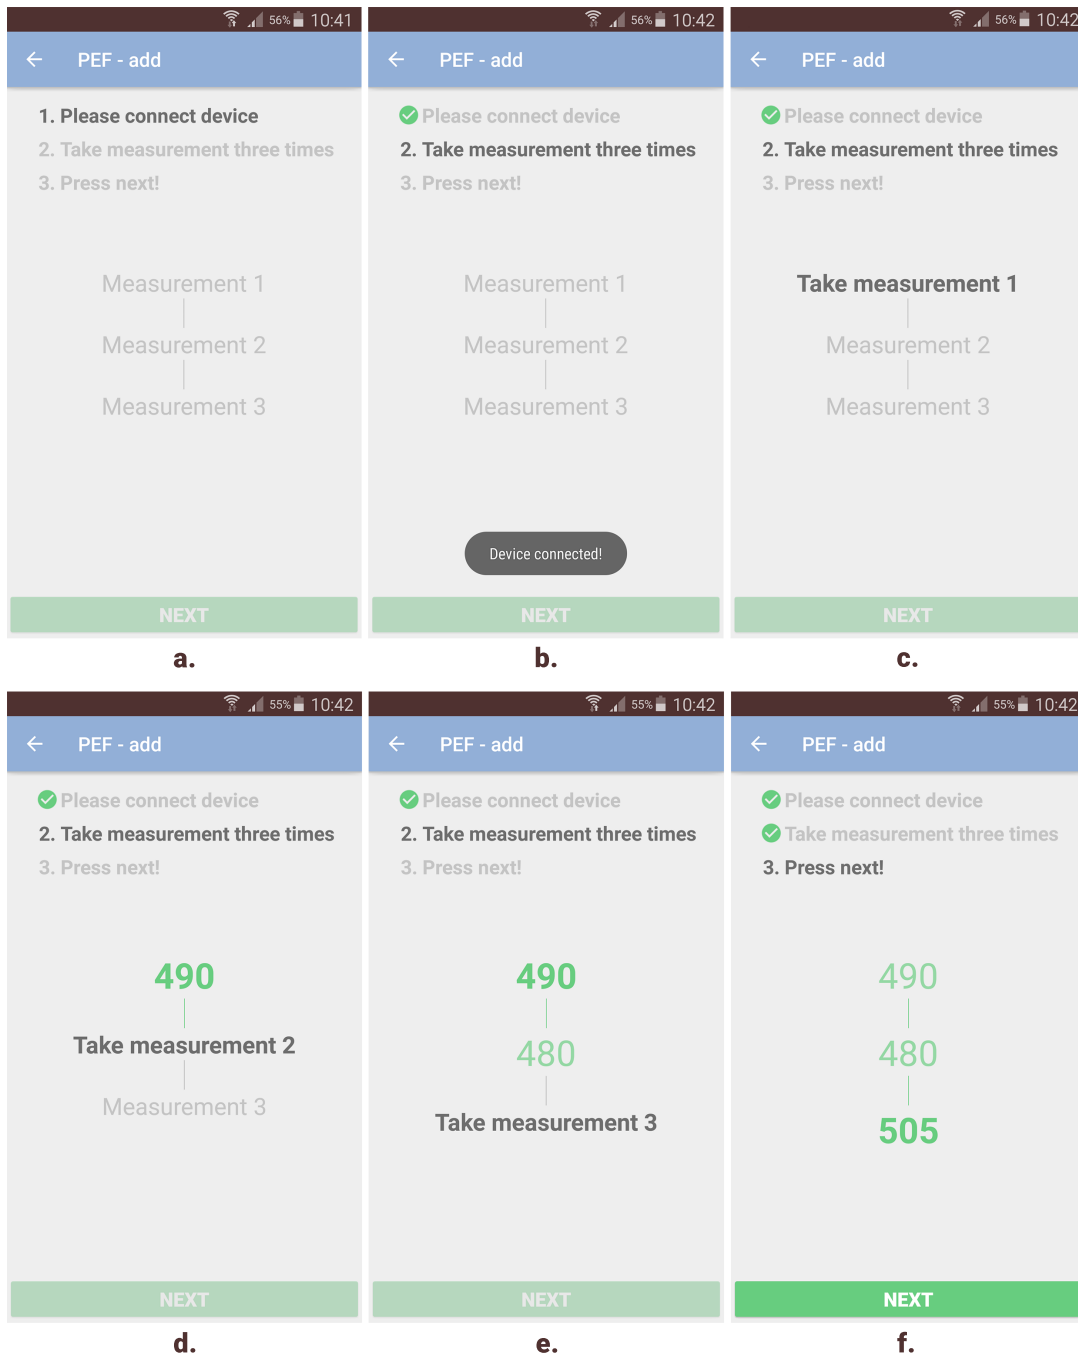 56% 10:41
PEF - add
1. Please connect device
2. Take measurement three times
3. Press next!
Measurement 1
Measurement 2
Measurement 3
NEXT
a.
56% 10:42
PEF - add
Please connect device
2. Take measurement three times
3. Press next!
Measurement 1
Measurement 2
Measurement 3
Device connected!
NEXT
b.
56% 10:42
PEF - add
Please connect device
2. Take measurement three times
3. Press next!
Take measurement 1
Measurement 2
Measurement 3
NEXT
c.
55% 10:42
PEF - add
Please connect device
2. Take measurement three times
3. Press next!
490
Take measurement 2
Measurement 3
NEXT
d.
55% 10:42
PEF - add
Please connect device
2. Take measurement three times
3. Press next!
490
480
Take measurement 3
NEXT
e.
55% 10:42
PEF - add
Please connect device
Take measurement three times
3. Press next!
490
480
505
NEXT
f.